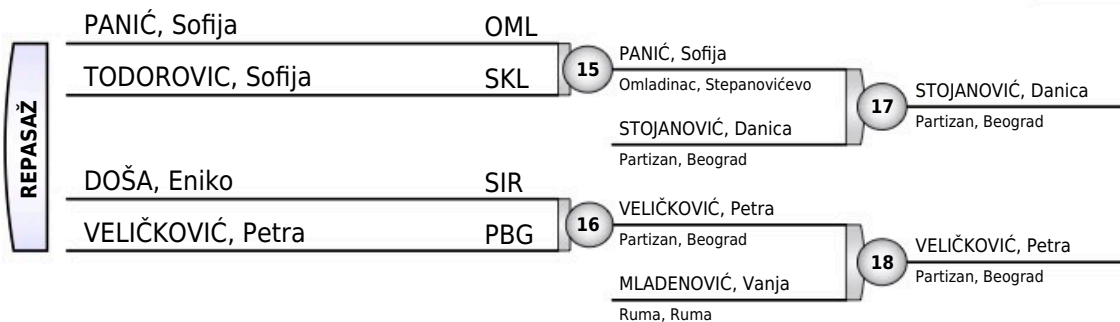 REPASAŽ
PANIĆ, Sofija OML
TODOROVIC, Sofija SKL
15
PANIĆ, Sofija
Omladinac, Stepanovićevo
STOJANOVIĆ, Danica
Partizan, Beograd
17
STOJANOVIĆ, Danica
Partizan, Beograd
DOŠA, Eniko SIR
VELIČKOVIĆ, Petra PBG
16
VELIČKOVIĆ, Petra
Partizan, Beograd
MLADENOVIĆ, Vanja
Ruma, Ruma
18
VELIČKOVIĆ, Petra
Partizan, Beograd